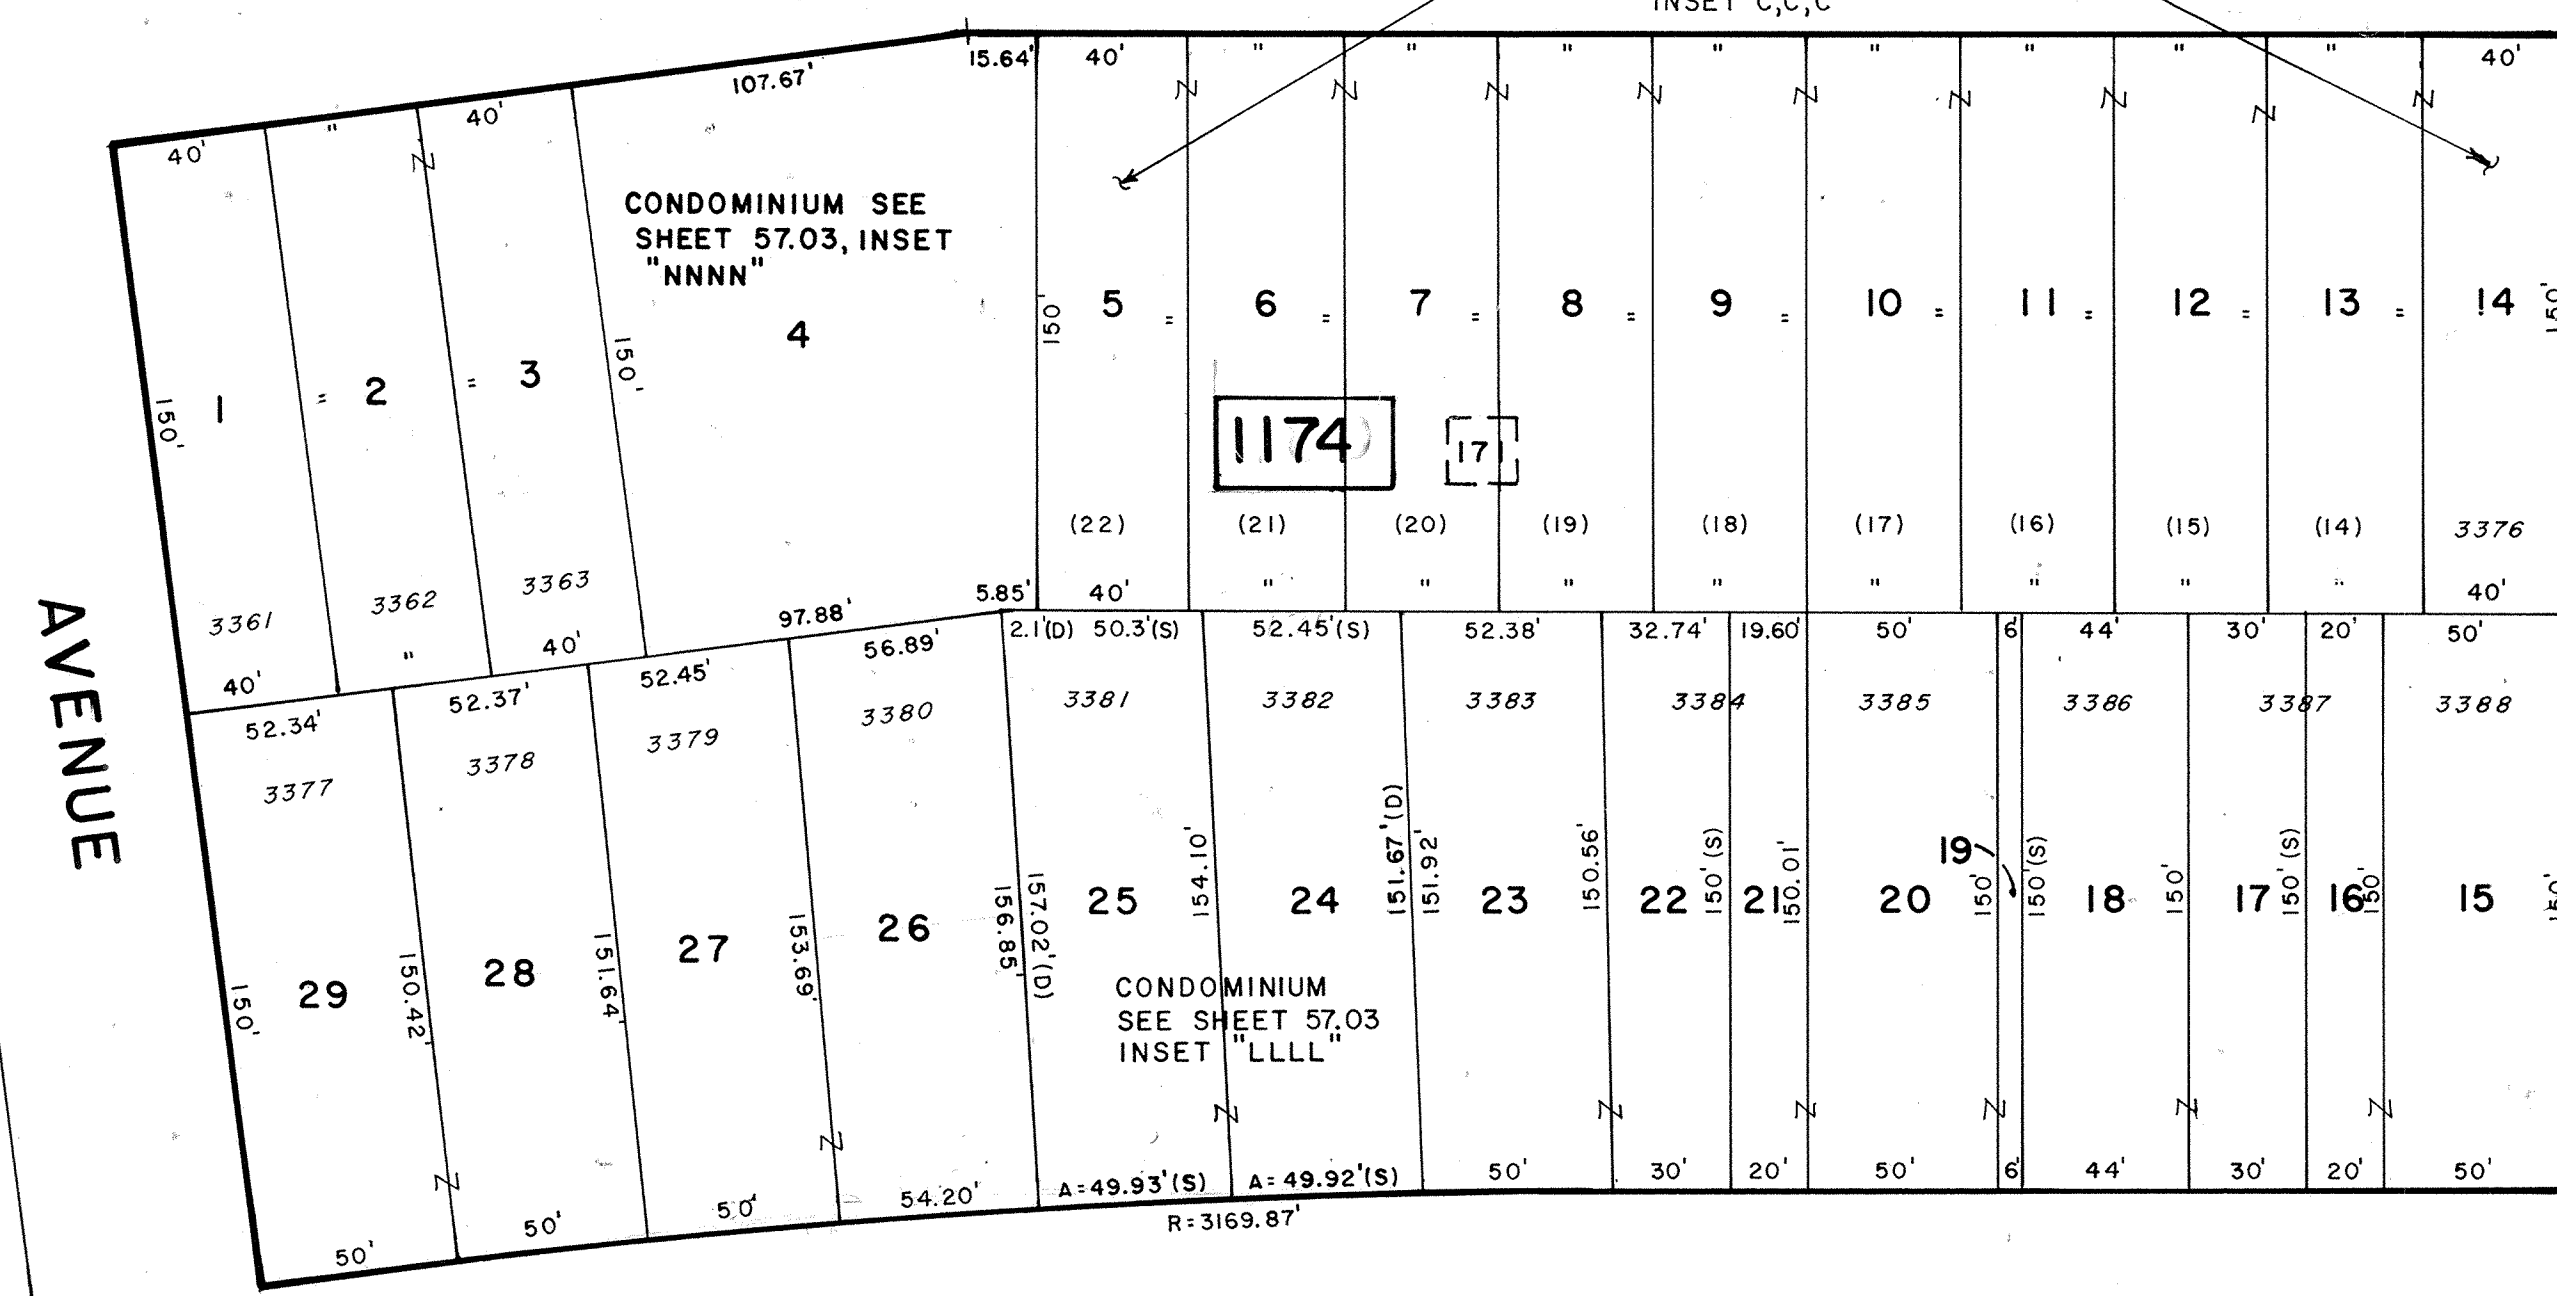 INSET C,C,C
15.64' 40' " " " " " " " " 40'
107.67'
40' " 40'
CONDOMINIUM SEE
SHEET 57.03, INSET
"NNNN"
1 = 2 = 3 150' 4 150' 5 = 6 = 7 = 8 = 9 = 10 = 11 = 12 = 13 = 14 150'
150'
1174 171
(22) (21) (20) (19) (18) (17) (16) (15) (14) 3376
3361 3362 3363
5.85' 40' " " " " " " " " 40'
40' " 40' 97.88'
AVENUE
52.34' 52.37' 52.45' 56.89' 2.1'(D) 50.3'(S) 52.45'(S) 52.38' 32.74' 19.60' 50' 6' 44' 30' 20' 50'
3377 3378 3379 3380 3381 3382 3383 3384 3385 3386 3387 3388
150' 29 150.42' 28 151.64' 27 153.69' 26 156.85' 157.02'(D) 25 154.10' 24 151.67'(D) 151.92' 23 150.56' 22 150'(S) 21 150.01' 20 150' 19 150'(S) 18 150' 17 150'(S) 16 150' 15 150'
CONDOMINIUM
SEE SHEET 57.03
INSET "LLLL"
50' 50' 50' 54.20' A=49.93'(S) A=49.92'(S) 50' 30' 20' 50' 6' 44' 30' 20' 50'
R=3169.87'